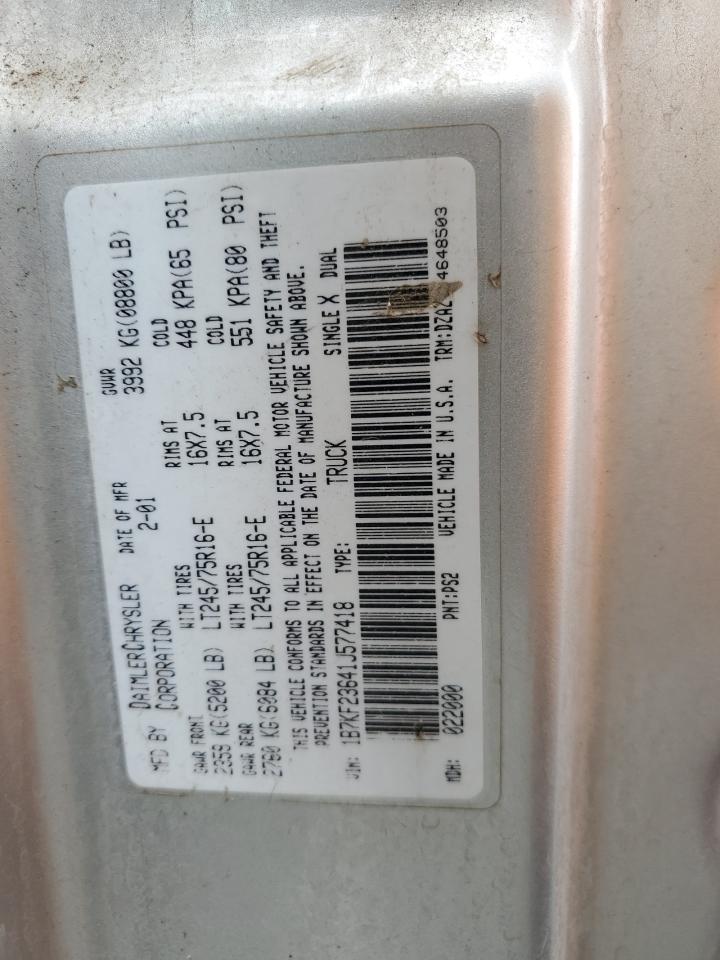 MFD BY DAIMLERCHRYSLER CORPORATION DATE OF MFR 2-01 GVWR 3992 KG(08800 LB)
GAWR FRONT WITH TIRES RIMS AT COLD
2359 KG(5200 LB) LT245/75R16-E 16X7.5 448 KPA(65 PSI)
GAWR REAR WITH TIRES RIMS AT COLD
2760 KG(6084 LB) LT245/75R16-E 16X7.5 551 KPA(80 PSI)
THIS VEHICLE CONFORMS TO ALL APPLICABLE FEDERAL MOTOR VEHICLE SAFETY AND THEFT
PREVENTION STANDARDS IN EFFECT ON THE DATE OF MANUFACTURE SHOWN ABOVE.
VIN: 1B7KF23641J577418 TYPE: TRUCK SINGLE X DUAL
MDH: 022000 PNT:PS2 VEHICLE MADE IN U.S.A. TRM:DZAL 4648503